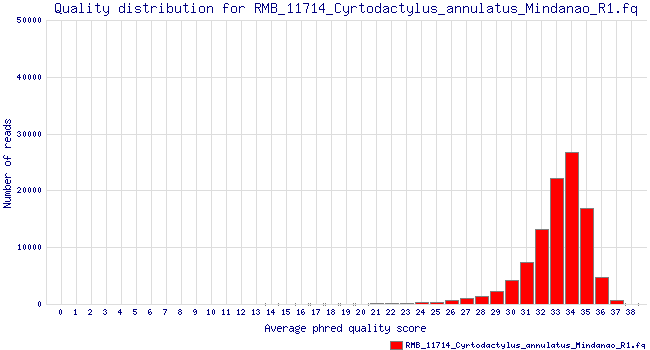 Quality distribution for RMB_11714_Cyrtodactylus_annulatus_Mindanao_R1.fq
50000
40000
30000
20000
10000
0
Number of reads
0 1 2 3 4 5 6 7 8 9 10 11 12 13 14 15 16 17 18 19 20 21 22 23 24 25 26 27 28 29 30 31 32 33 34 35 36 37 38
Average phred quality score
RMB_11714_Cyrtodactylus_annulatus_Mindanao_R1.fq